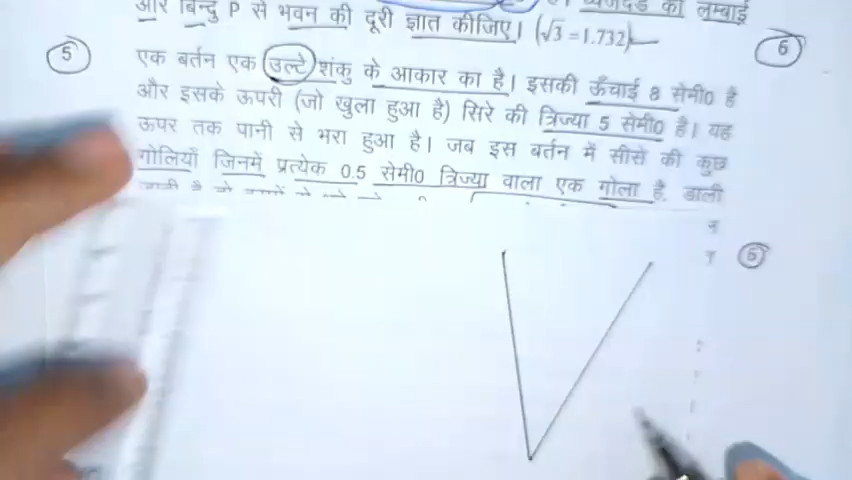 और बिन्दु P से भवन की दूरी ज्ञात कीजिए। (√3 = 1.732)
5
6
एक बर्तन एक उल्टे शंकु के आकार का है। इसकी ऊँचाई 8 सेमी0 है
और इसके ऊपरी (जो खुला हुआ है) सिरे की त्रिज्या 5 सेमी0 है। यह
ऊपर तक पानी से भरा हुआ है। जब इस बर्तन में सीसे की कुछ
गोलियाँ जिनमें प्रत्येक 0.5 सेमी0 त्रिज्या वाला एक गोला है, डाली
6